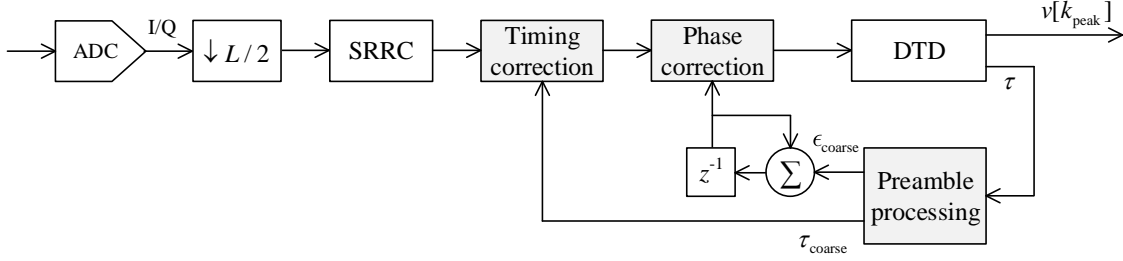 I/Q
v[k_peak]
ADC
↓ L / 2
SRRC
Timing
correction
Phase
correction
DTD
τ
ϵ_coarse
z^-1
Σ
Preamble
processing
τ_coarse